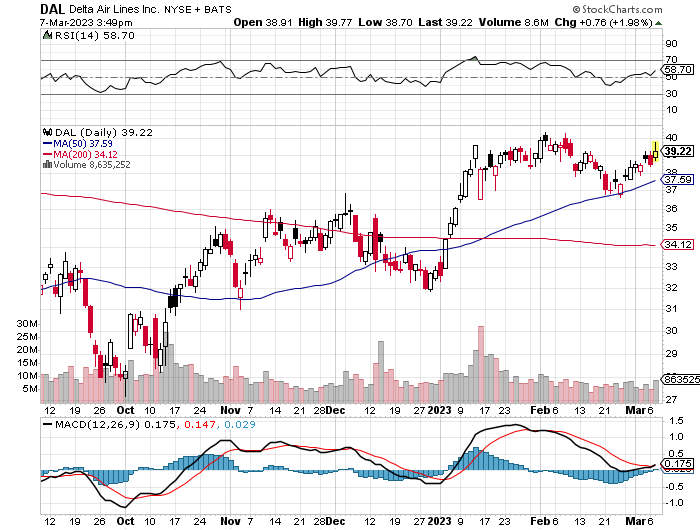 DAL Delta Air Lines Inc. NYSE + BATS
© StockCharts.com
7-Mar-2023 3:49pm
Open 38.91 High 39.77 Low 38.70 Last 39.22 Volume 8.6M Chg +0.76 (+1.98%)
RSI(14) 58.70
90
70
58.70
50
30
10
DAL (Daily) 39.22
MA(50) 37.59
MA(200) 34.12
Volume 8,635,252
40
39.22
38
37.59
37
36
35
34.12
33
32
31
30
29
28
27
30M
25M
20M
15M
10M
5M
8635252
12 19 26 Oct 10 17 24 Nov 7 14 21 28 Dec 12 19 27 2023 9 17 23 Feb 6 13 21 Mar 6
MACD(12,26,9) 0.175, 0.147, 0.029
1.5
1.0
0.5
0.175
-0.5
-1.0
12 19 26 Oct 10 17 24 Nov 7 14 21 28 Dec 12 19 27 2023 9 17 23 Feb 6 13 21 Mar 6